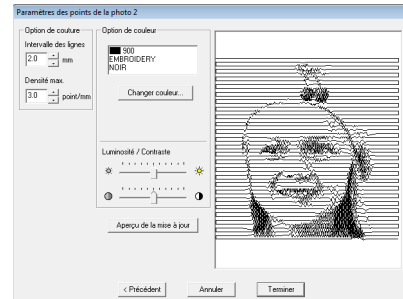 Paramètres des points de la photo 2
Option de couture
Intervalle des lignes
2.0 mm
Densité max.
3.0 point/mm
Option de couleur
900
EMBROIDERY
NOIR
Changer couleur...
Luminosité / Contraste
Aperçu de la mise à jour
< Précédent
Annuler
Terminer